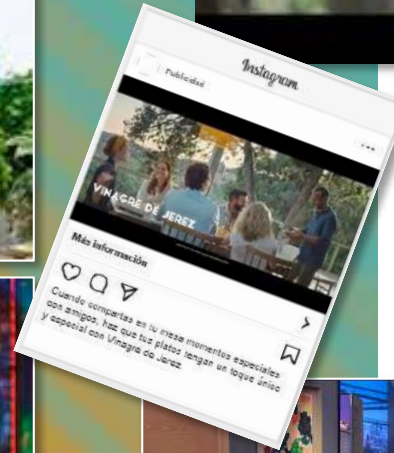 Instagram
Publicidad
VINAGRE DE JEREZ
Más información
Cuando compartas en tu mesa momentos especiales
con amigos, haz que tus platos tengan un toque único
y especial con Vinagre de Jerez